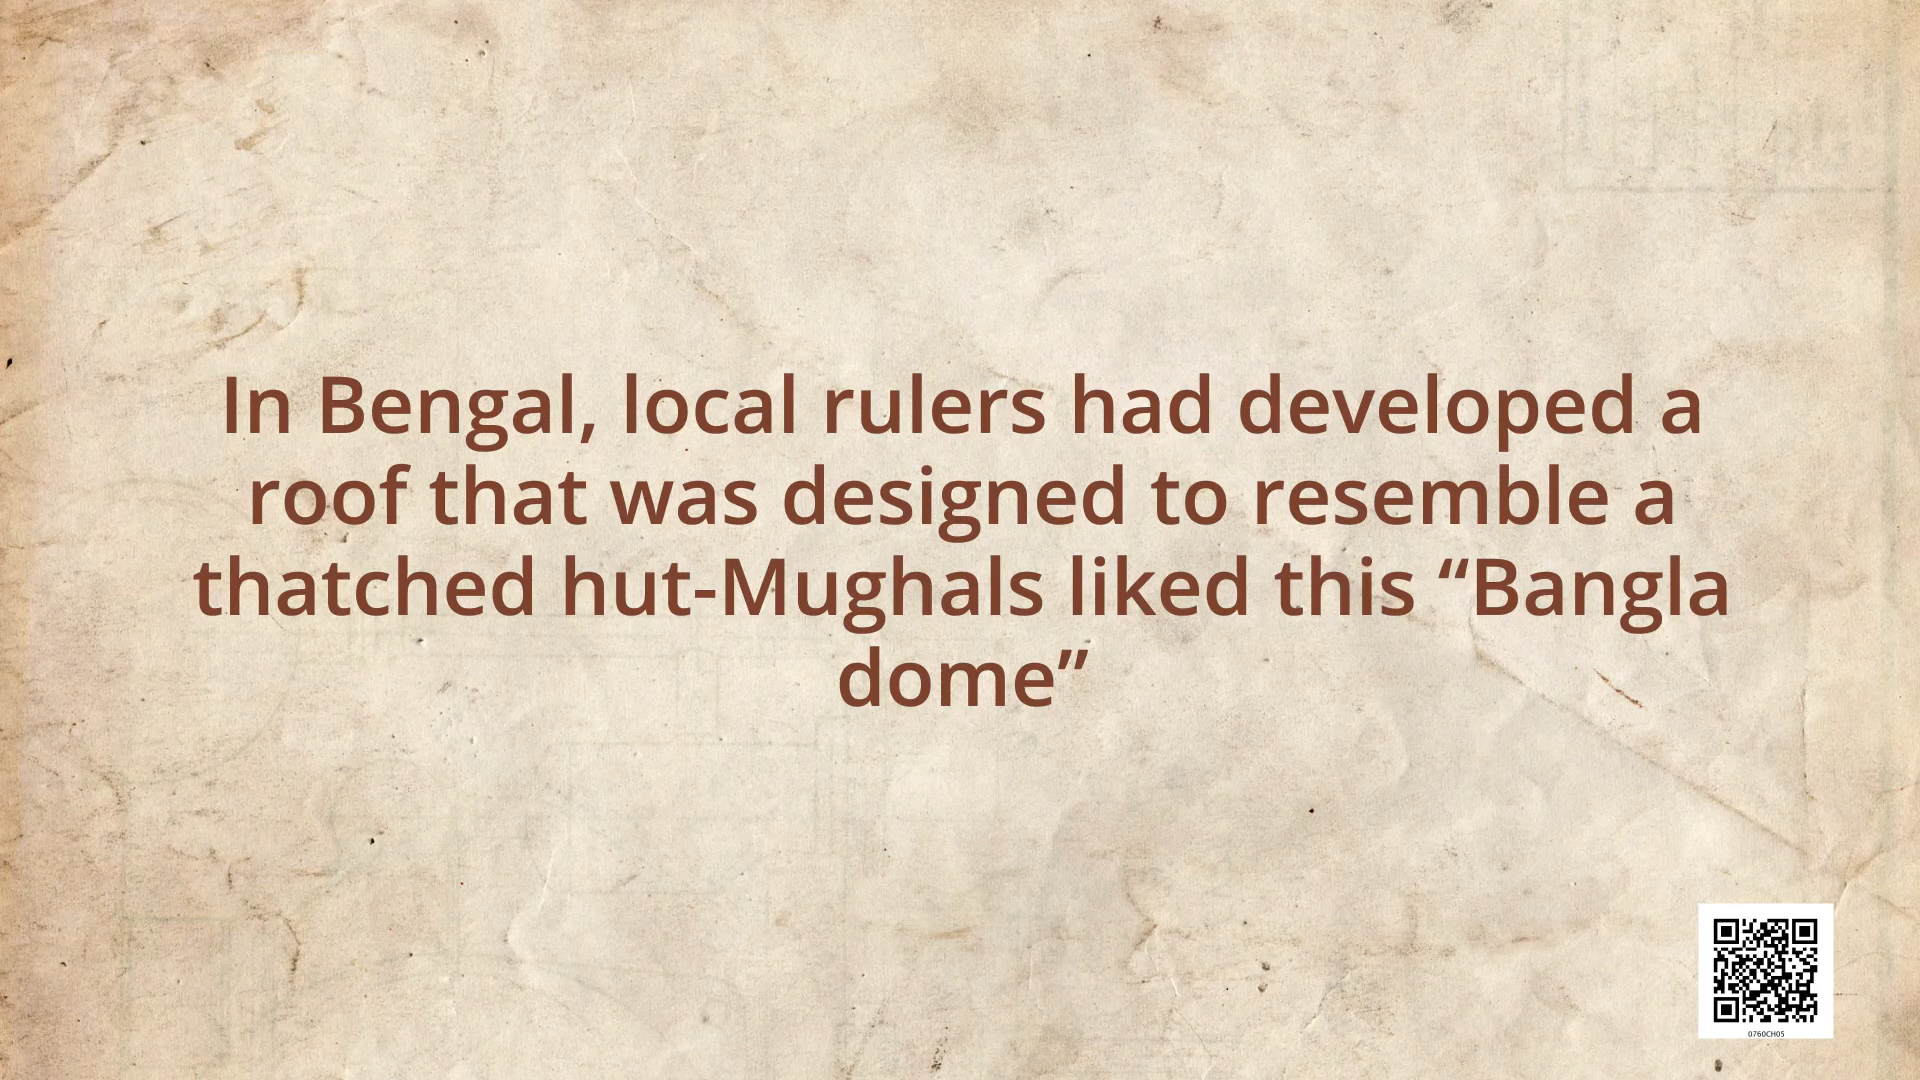 In Bengal, local rulers had developed a
roof that was designed to resemble a
thatched hut-Mughals liked this “Bangla
dome”
0760CH05